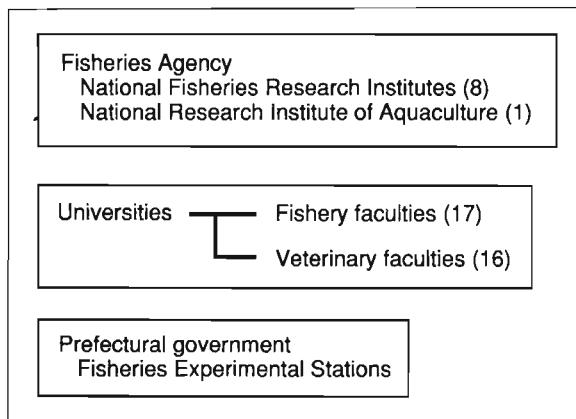 Fisheries Agency
National Fisheries Research Institutes (8)
National Research Institute of Aquaculture (1)
Universities
Fishery faculties (17)
Veterinary faculties (16)
Prefectural government
Fisheries Experimental Stations